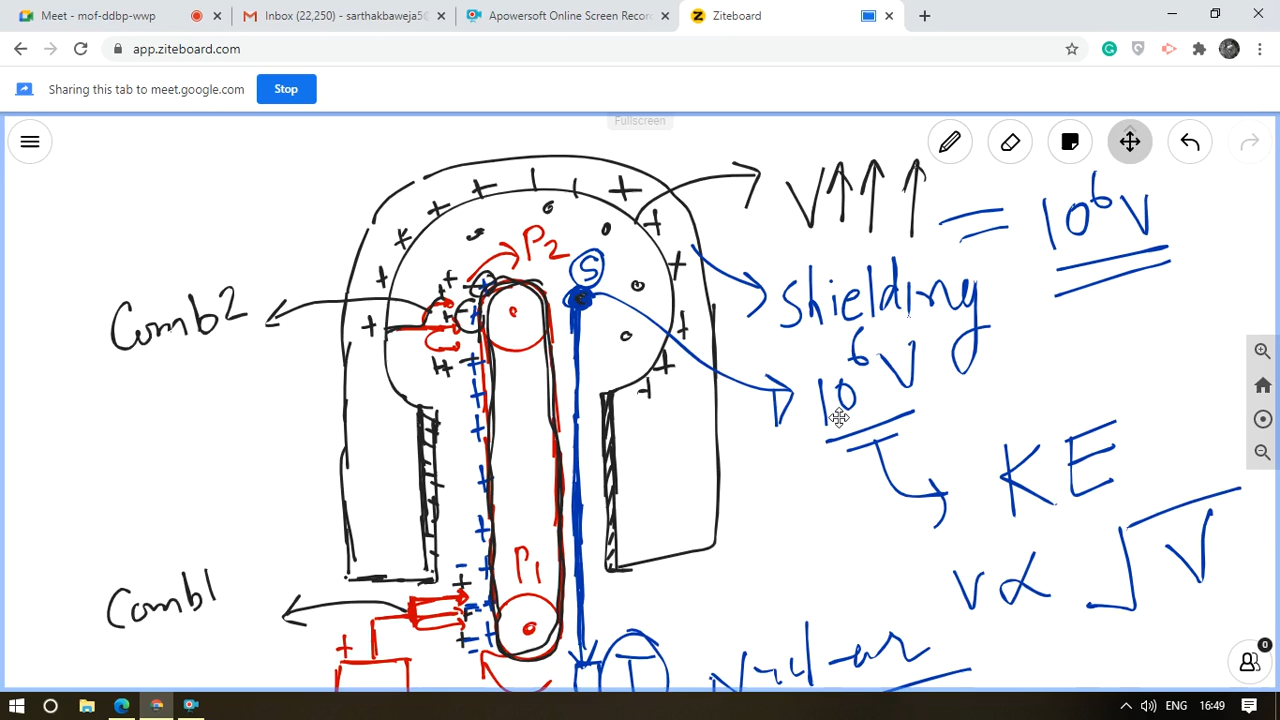 Meet - mof-ddbp-wwp
Inbox (22,250) - sarthakbaweja5
Apowersoft Online Screen Recor
Ziteboard
app.ziteboard.com
Sharing this tab to meet.google.com
Stop
Fullscreen
V↑↑↑
= 10⁶V
P₂
S
Comb2
shielding
10⁶V
KE
v ∝ √V
P₁
Comb1
T
Nuclear
0
ENG
16:49